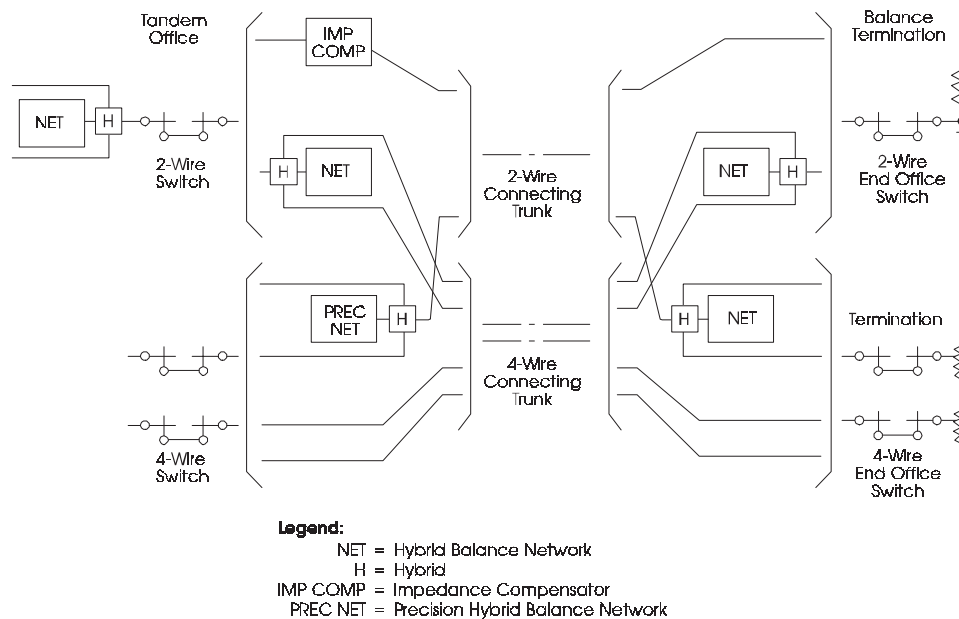 Tandem
Office
IMP
COMP
Balance
Termination
NET
H
2-Wire
Switch
H
NET
2-Wire
Connecting
Trunk
NET
H
2-Wire
End Office
Switch
PREC
NET
H
H
NET
Termination
4-Wire
Connecting
Trunk
4-Wire
Switch
4-Wire
End Office
Switch
Legend:
NET = Hybrid Balance Network
H = Hybrid
IMP COMP = Impedance Compensator
PREC NET = Precision Hybrid Balance Network